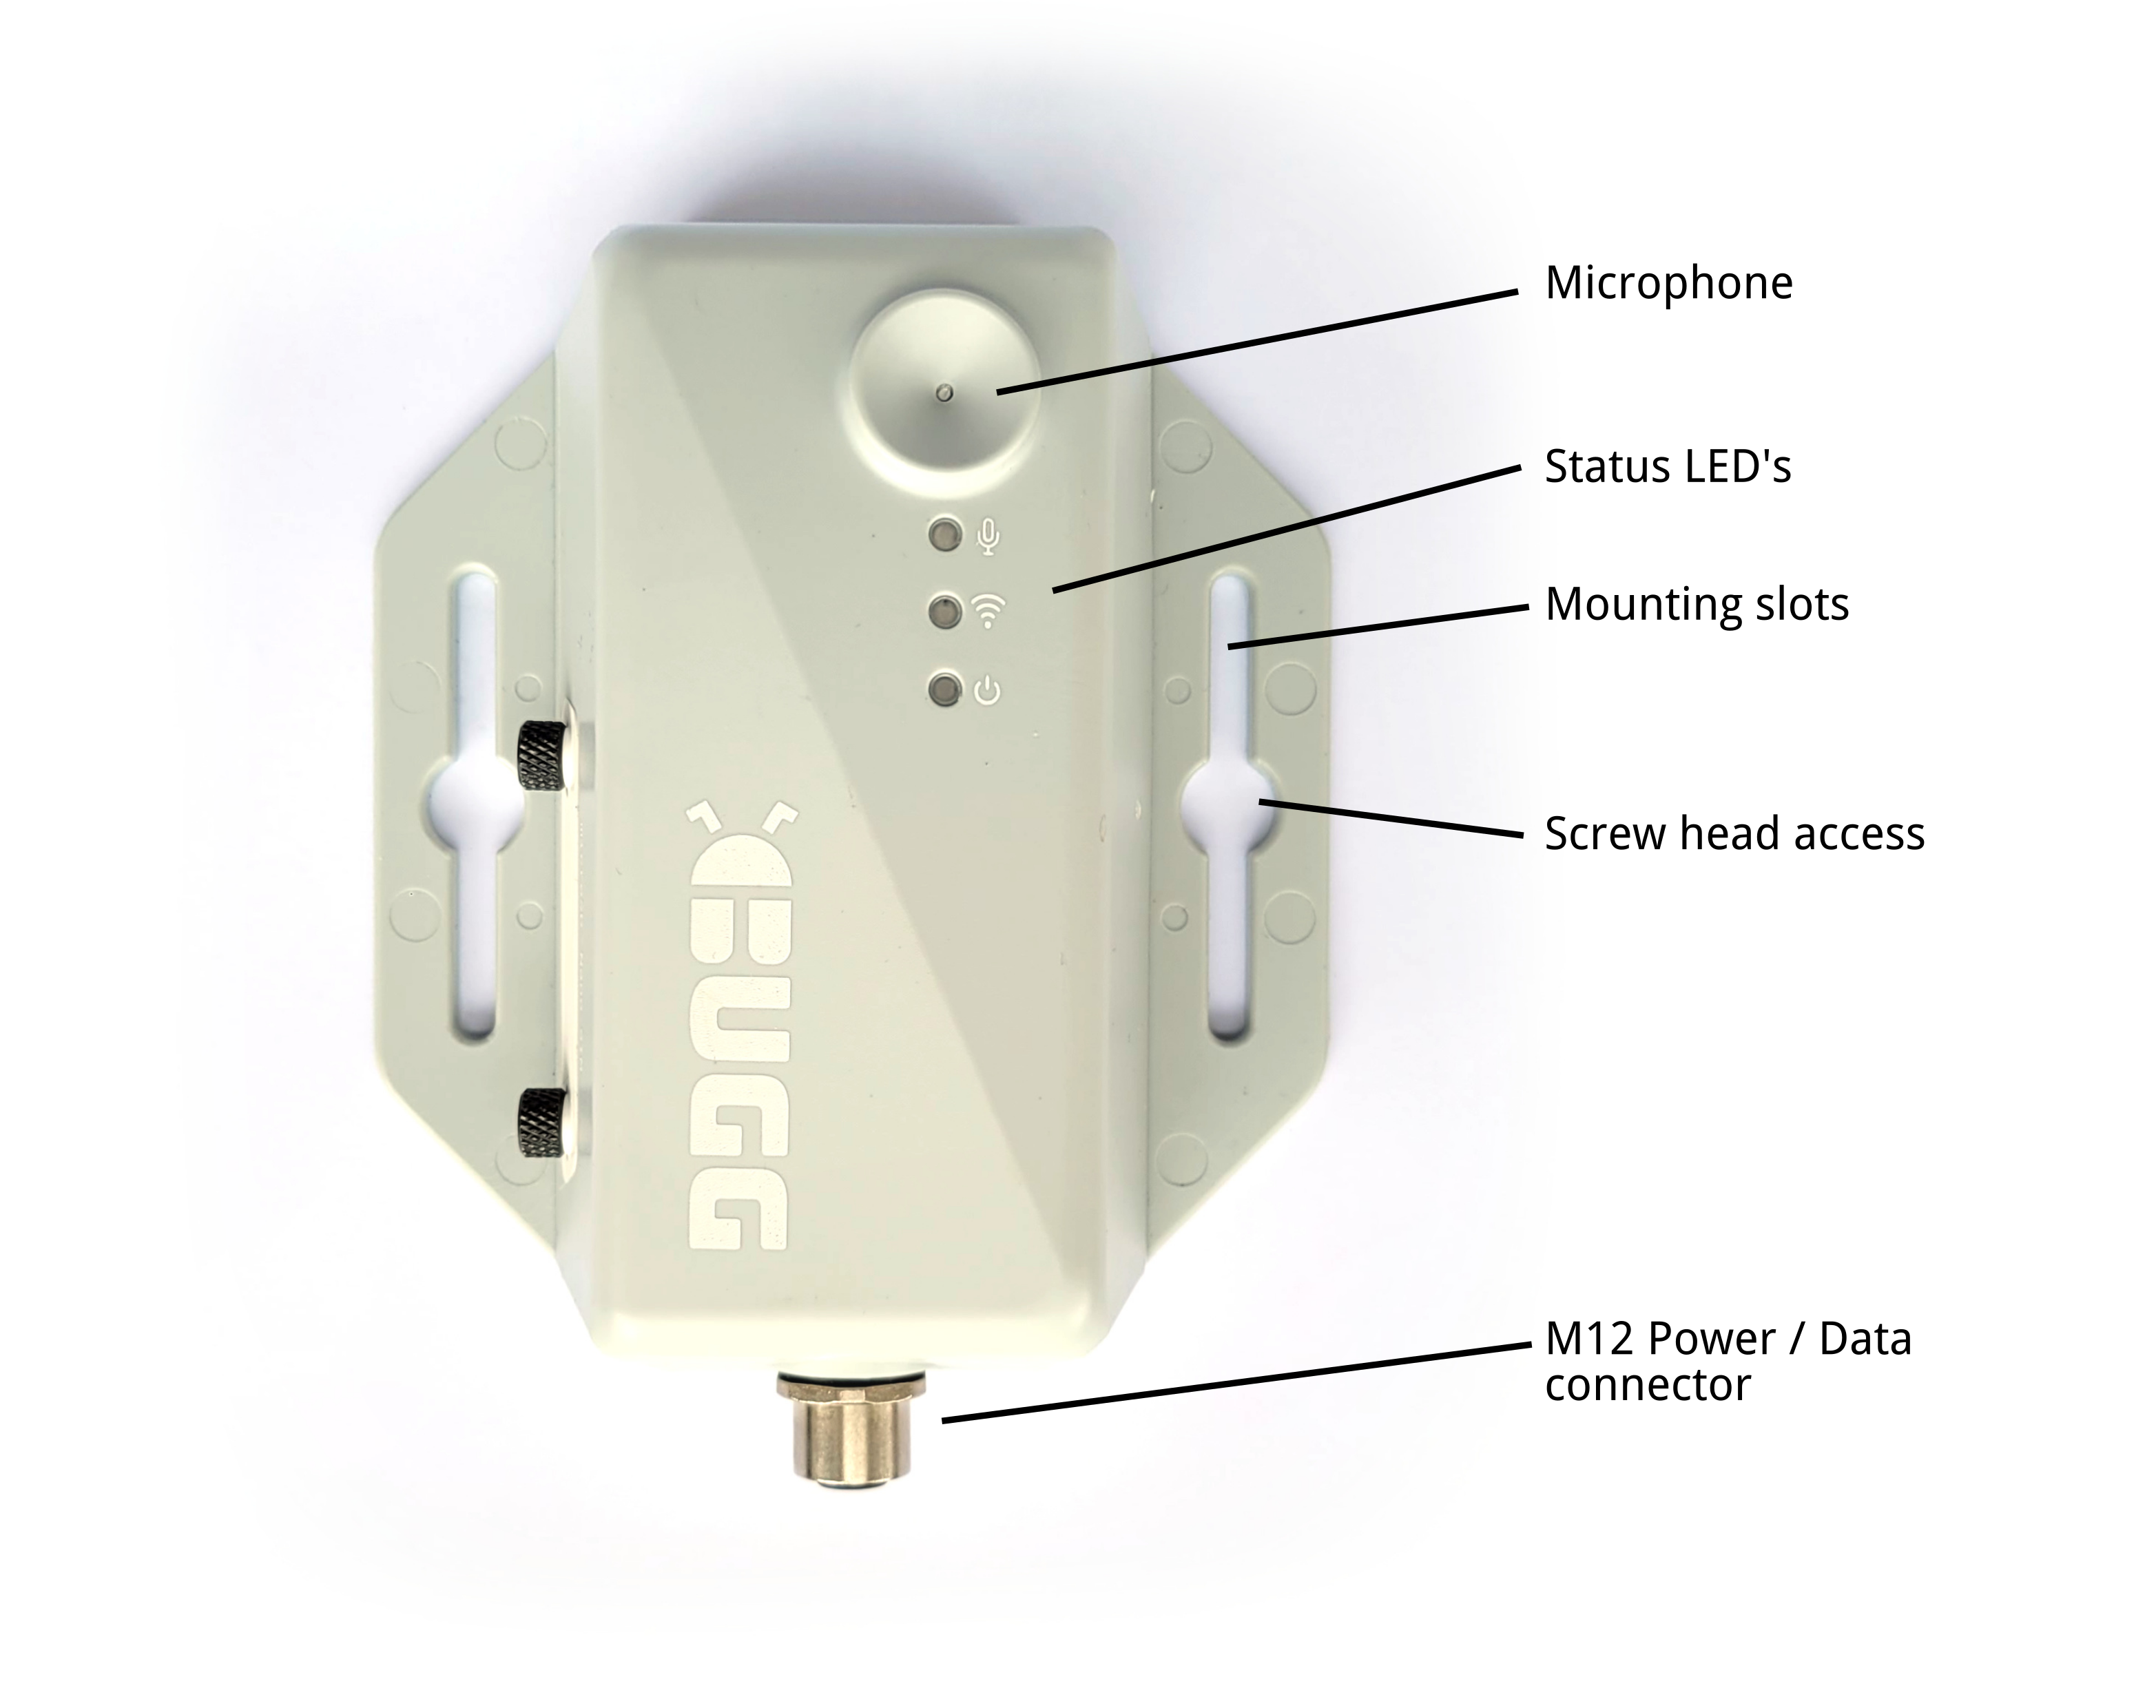 Microphone
Status LED's
Mounting slots
Screw head access
BUGG
M12 Power / Data
connector